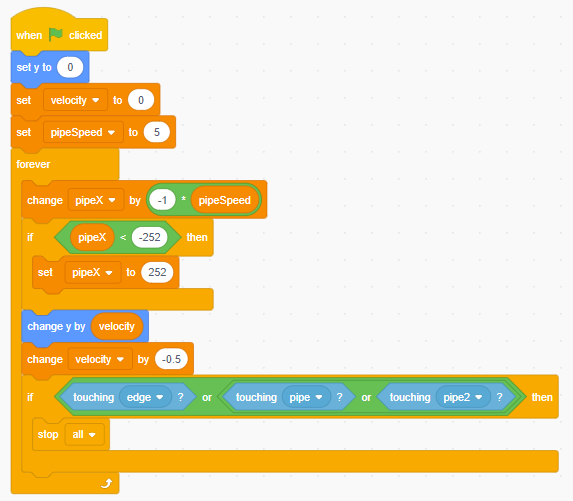 when clicked
set y to 0
set velocity to 0
set pipeSpeed to 5
forever
change pipeX by -1 * pipeSpeed
if pipeX < -252 then
set pipeX to 252
change y by velocity
change velocity by -0.5
if touching edge ? or touching pipe ? or touching pipe2 ? then
stop all